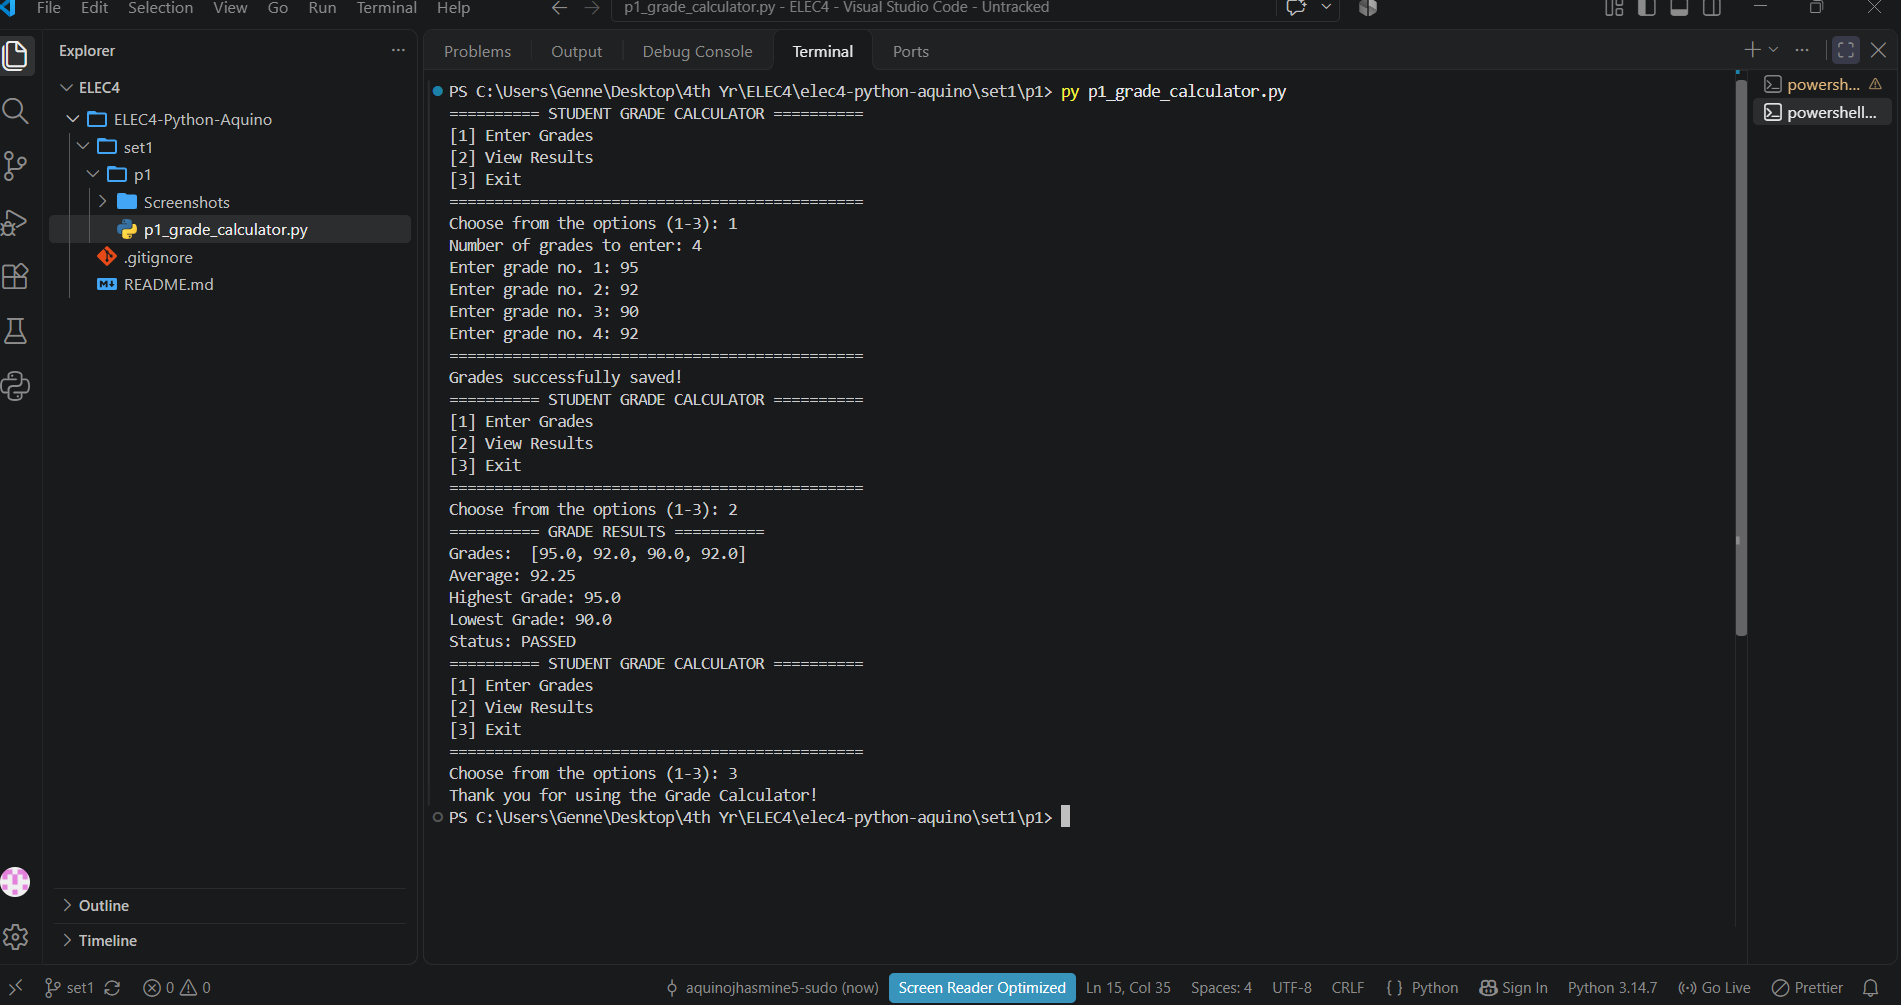 File Edit Selection View Go Run Terminal Help
p1_grade_calculator.py - ELEC4 - Visual Studio Code - Untracked
Explorer
ELEC4
ELEC4-Python-Aquino
set1
p1
Screenshots
p1_grade_calculator.py
.gitignore
README.md
Outline
Timeline
Problems Output Debug Console Terminal Ports
PS C:\Users\Genne\Desktop\4th Yr\ELEC4\elec4-python-aquino\set1\p1> py p1_grade_calculator.py
========== STUDENT GRADE CALCULATOR ==========
[1] Enter Grades
[2] View Results
[3] Exit
==============================================
Choose from the options (1-3): 1
Number of grades to enter: 4
Enter grade no. 1: 95
Enter grade no. 2: 92
Enter grade no. 3: 90
Enter grade no. 4: 92
==============================================
Grades successfully saved!
========== STUDENT GRADE CALCULATOR ==========
[1] Enter Grades
[2] View Results
[3] Exit
==============================================
Choose from the options (1-3): 2
========== GRADE RESULTS ==========
Grades:  [95.0, 92.0, 90.0, 92.0]
Average: 92.25
Highest Grade: 95.0
Lowest Grade: 90.0
Status: PASSED
========== STUDENT GRADE CALCULATOR ==========
[1] Enter Grades
[2] View Results
[3] Exit
==============================================
Choose from the options (1-3): 3
Thank you for using the Grade Calculator!
PS C:\Users\Genne\Desktop\4th Yr\ELEC4\elec4-python-aquino\set1\p1>
powersh...
powershell...
set1 0 0 aquinojhasmine5-sudo (now) Screen Reader Optimized Ln 15, Col 35 Spaces: 4 UTF-8 CRLF { } Python Sign In Python 3.14.7 Go Live Prettier